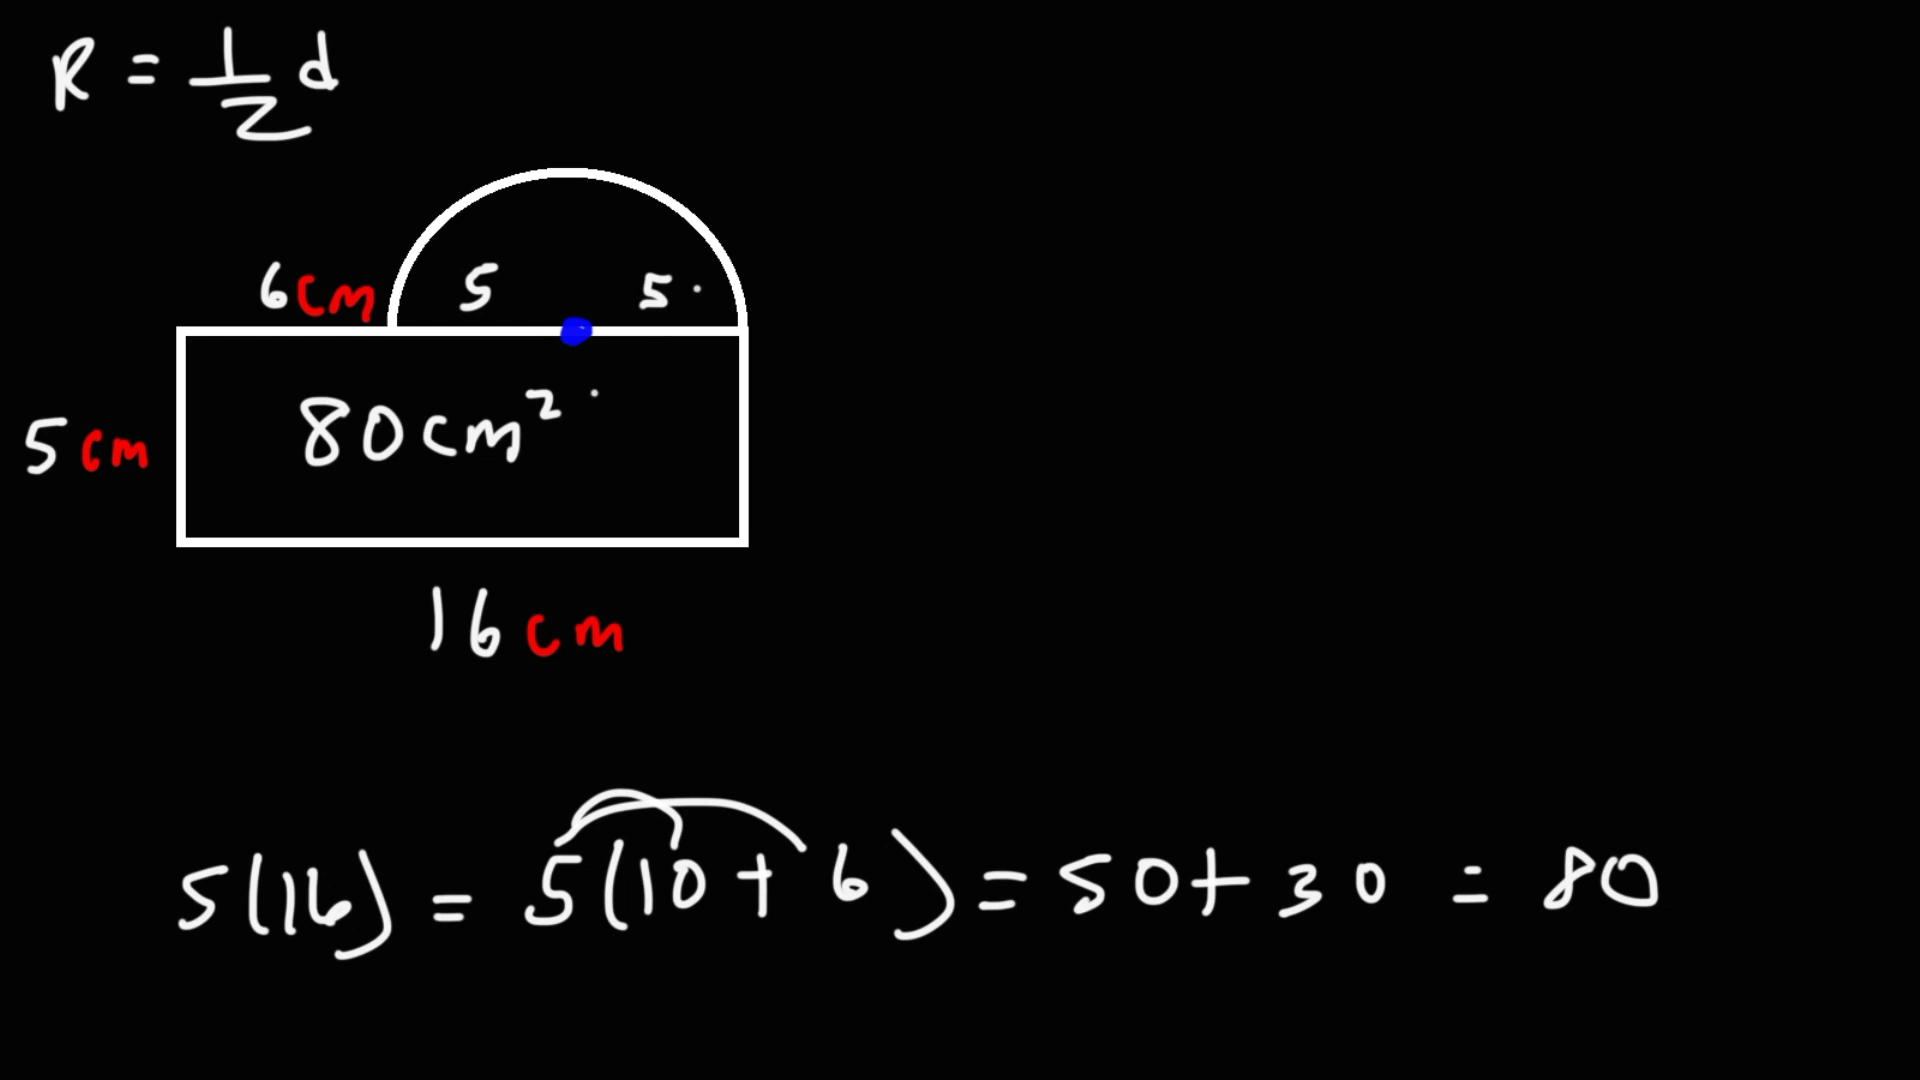 R = 1/2 d
6cm 5 5
5cm 80cm²
16cm
5(16) = 5(10+6) = 50+30 = 80